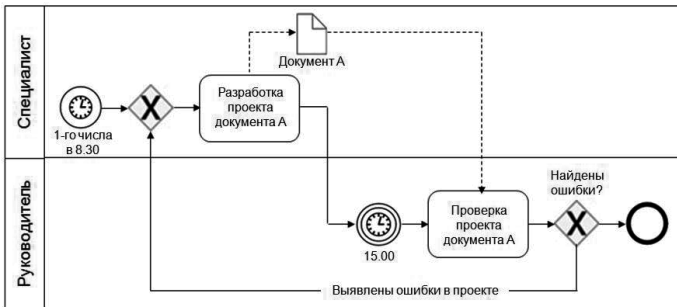 Специалист
1-го числа
в 8.30
X
Разработка
проекта
документа А
Документ А
Руководитель
15.00
Проверка
проекта
документа А
Найдены
ошибки?
X
Выявлены ошибки в проекте